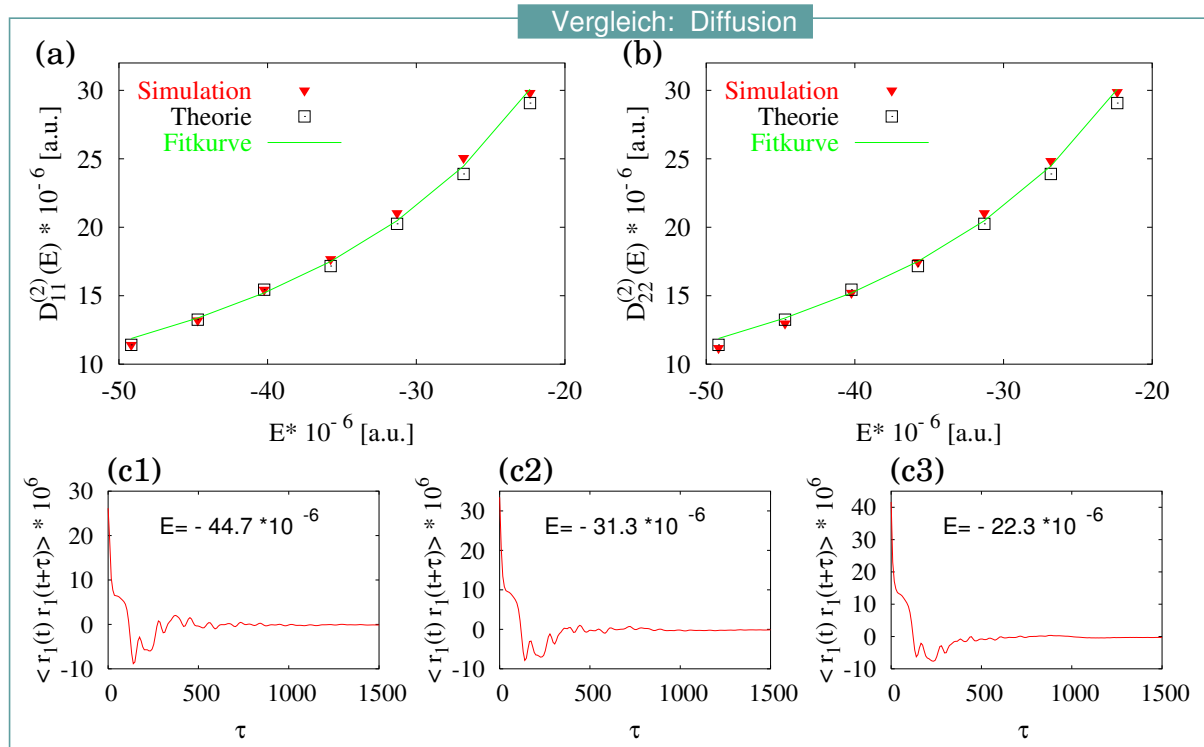 Vergleich: Diffusion
(a)
D₁₁⁽²⁾(E) * 10⁻⁶ [a.u.]
30
25
20
15
10
Simulation
Theorie
Fitkurve
-50 -40 -30 -20
E* 10⁻⁶ [a.u.]
(b)
D₂₂⁽²⁾(E) * 10⁻⁶ [a.u.]
30
25
20
15
10
Simulation
Theorie
Fitkurve
-50 -40 -30 -20
E* 10⁻⁶ [a.u.]
(c1)
< r₁(t) r₁(t+τ)> * 10⁶
30
20
10
0
-10
E= - 44.7 *10⁻⁶
0 500 1000 1500
τ
(c2)
< r₁(t) r₁(t+τ)> * 10⁶
30
20
10
0
-10
E= - 31.3 *10⁻⁶
0 500 1000 1500
τ
(c3)
< r₁(t) r₁(t+τ)> * 10⁶
40
30
20
10
0
-10
E= - 22.3 *10⁻⁶
0 500 1000 1500
τ